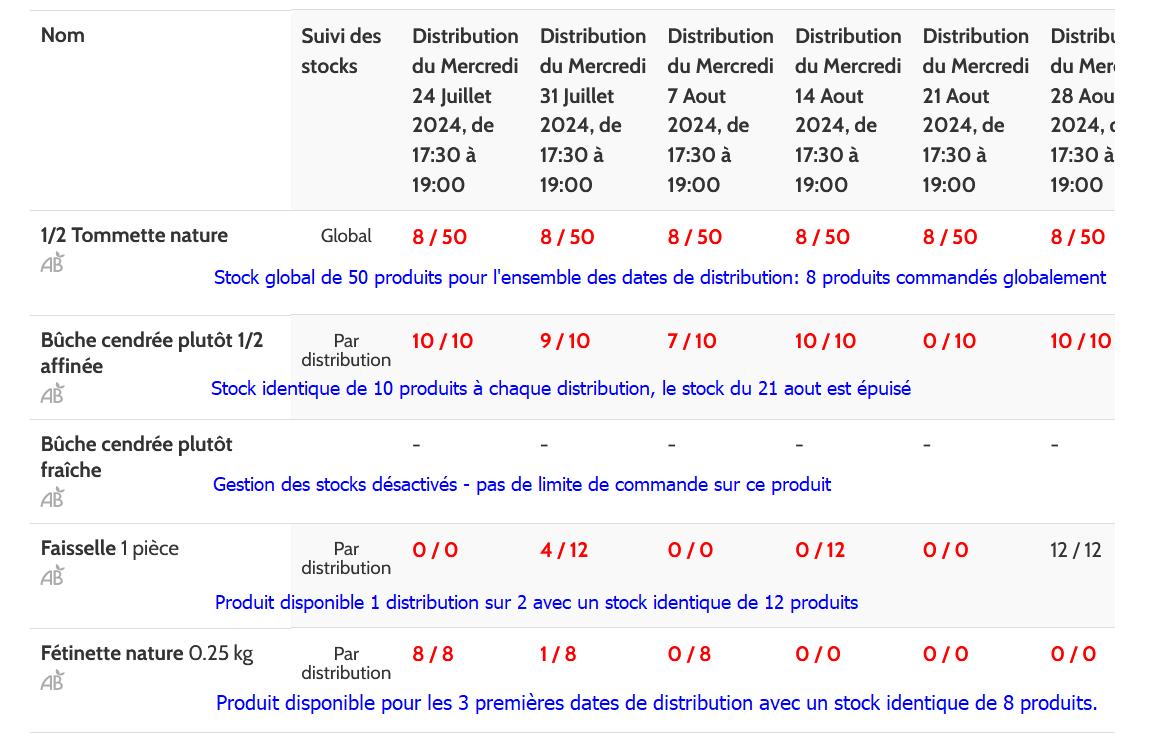 Nom Suivi des stocks Distribution du Mercredi 24 Juillet 2024, de 17:30 à 19:00 Distribution du Mercredi 31 Juillet 2024, de 17:30 à 19:00 Distribution du Mercredi 7 Aout 2024, de 17:30 à 19:00 Distribution du Mercredi 14 Aout 2024, de 17:30 à 19:00 Distribution du Mercredi 21 Aout 2024, de 17:30 à 19:00 Distribu du Mer 28 Aou 2024, 17:30 à 19:00
1/2 Tommette nature Global 8 / 50 8 / 50 8 / 50 8 / 50 8 / 50 8 / 50
AB
Stock global de 50 produits pour l'ensemble des dates de distribution: 8 produits commandés globalement
Bûche cendrée plutôt 1/2 affinée Par distribution 10 / 10 9 / 10 7 / 10 10 / 10 0 / 10 10 / 10
AB
Stock identique de 10 produits à chaque distribution, le stock du 21 aout est épuisé
Bûche cendrée plutôt fraîche - - - - - -
AB
Gestion des stocks désactivés - pas de limite de commande sur ce produit
Faisselle 1 pièce Par distribution 0 / 0 4 / 12 0 / 0 0 / 12 0 / 0 12 / 12
AB
Produit disponible 1 distribution sur 2 avec un stock identique de 12 produits
Fétinette nature 0.25 kg Par distribution 8 / 8 1 / 8 0 / 8 0 / 0 0 / 0 0 / 0
AB
Produit disponible pour les 3 premières dates de distribution avec un stock identique de 8 produits.